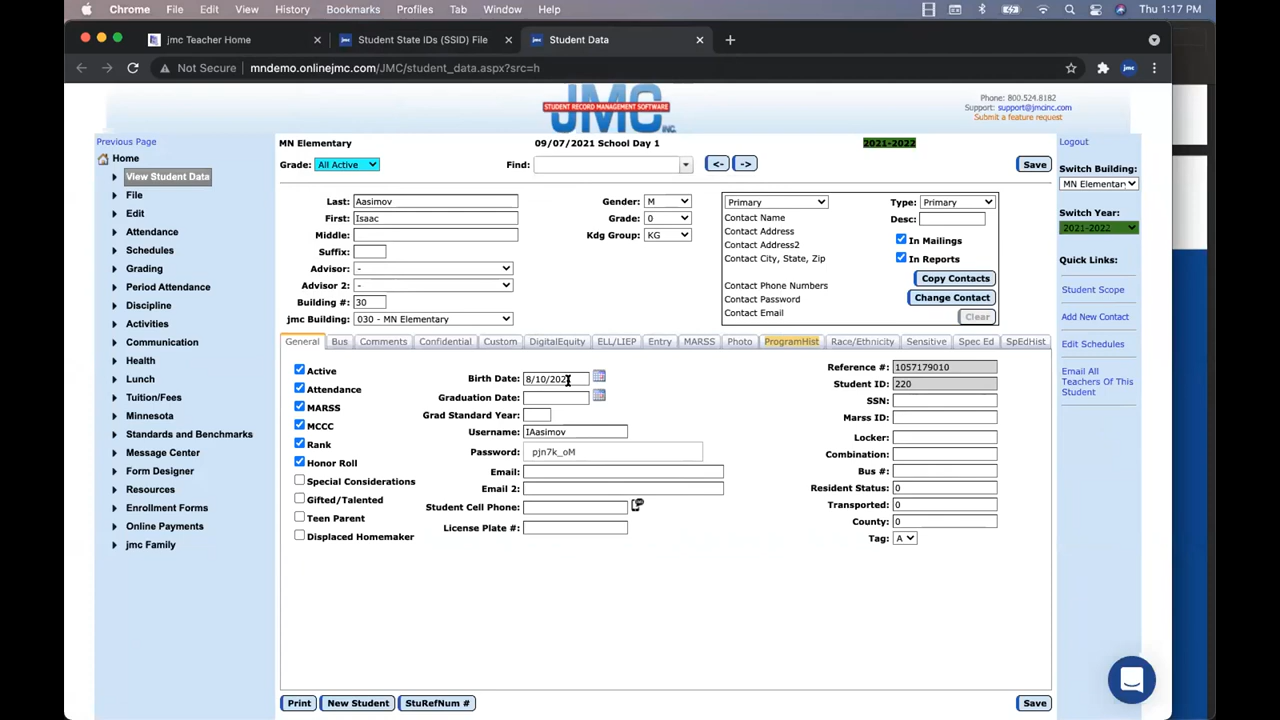 Chrome File Edit View History Bookmarks Profiles Tab Window Help Thu 1:17 PM
jmc Teacher Home Student State IDs (SSID) File Student Data
Not Secure mndemo.onlinejmc.com/JMC/student_data.aspx?src=h jmc
STUDENT RECORD MANAGEMENT SOFTWARE
JMC INC.
Phone: 800.524.8182
Support: support@jmcinc.com
Submit a feature request
Previous Page
Home
View Student Data
File
Edit
Attendance
Schedules
Grading
Period Attendance
Discipline
Activities
Communication
Health
Lunch
Tuition/Fees
Minnesota
Standards and Benchmarks
Message Center
Form Designer
Resources
Enrollment Forms
Online Payments
jmc Family
MN Elementary 09/07/2021 School Day 1 2021-2022
Grade: All Active Find: <- -> Save
Last: Aasimov
First: Isaac
Middle:
Suffix:
Advisor: -
Advisor 2: -
Building #: 30
jmc Building: 030 - MN Elementary
Gender: M
Grade: 0
Kdg Group: KG
Primary
Contact Name
Contact Address
Contact Address2
Contact City, State, Zip
Contact Phone Numbers
Contact Password
Contact Email
Type: Primary
Desc:
In Mailings
In Reports
Copy Contacts
Change Contact
Clear
General Bus Comments Confidential Custom DigitalEquity ELL/LIEP Entry MARSS Photo ProgramHist Race/Ethnicity Sensitive Spec Ed SpEdHist
Active
Attendance
MARSS
MCCC
Rank
Honor Roll
Special Considerations
Gifted/Talented
Teen Parent
Displaced Homemaker
Birth Date:
Graduation Date:
Grad Standard Year:
Username: IAasimov
Password: pjn7k_oM
Email:
Email 2:
Student Cell Phone:
License Plate #:
Reference #: 1057179010
Student ID: 220
SSN:
Marss ID:
Locker:
Combination:
Bus #:
Resident Status: 0
Transported: 0
County: 0
Tag: A
Print New Student StuRefNum # Save
Logout
Switch Building:
MN Elementary
Switch Year:
2021-2022
Quick Links:
Student Scope
Add New Contact
Edit Schedules
Email All
Teachers Of This
Student